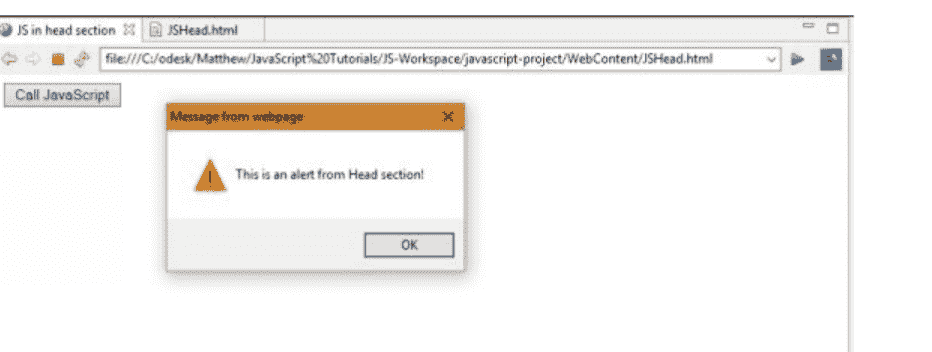 JS in head section
JSHead.html
file:///C:/odesk/Matthew/JavaScript%20Tutorials/JS-Workspace/javascript-project/WebContent/JSHead.html
Call JavaScript
Message from webpage
This is an alert from Head section!
OK